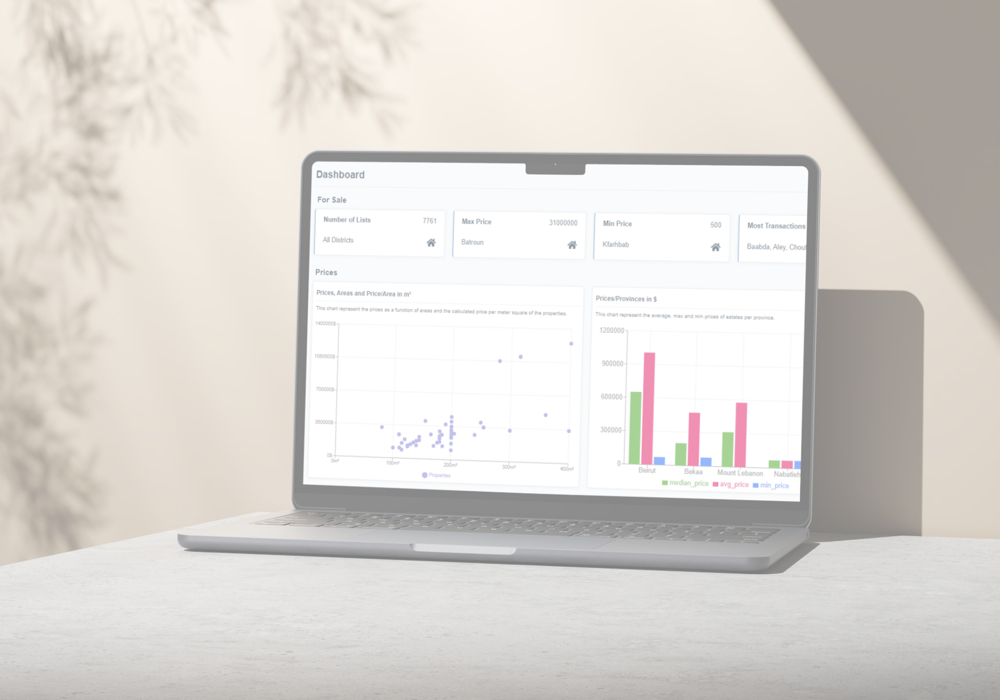 Dashboard
For Sale
Number of Lists 7761
All Districts
Max Price 31000000
Batroun
Min Price 500
Kfarhbab
Most Transactions
Baabda, Aley, Chouf
Prices
Prices, Areas and Price/Area in m²
This chart represent the prices as a function of areas and the calculated price per meter square of the properties.
1400000$
1050000$
700000$
350000$
0$
0m² 100m² 200m² 300m² 400m²
Properties
Prices/Provinces in $
This chart represent the average, max and min prices of estates per province.
1200000
900000
600000
300000
0
Beirut Bekaa Mount Lebanon Nabatieh
median_price avg_price min_price